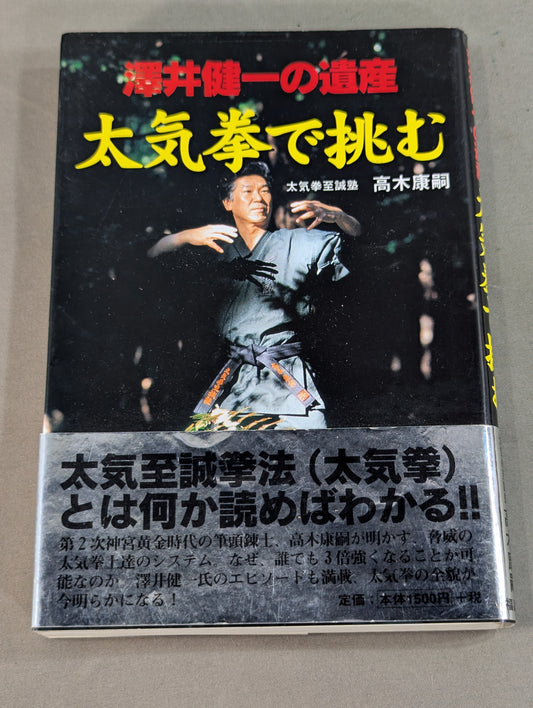 澤井健一の遺産
太気拳で挑む
太気拳至誠塾 高木康嗣
太気至誠拳法(太気拳)
とは何か読めばわかる!!
第2次神宮黄金時代の筆頭錬士、高木康嗣が明かす、脅威の
太気拳士達のシステム。なぜ、誰でも3倍強くなることが可
能なのか。澤井健一氏のエピソードも満載、太気拳の全貌が
今明らかになる!
定価:[本体1500円]+税